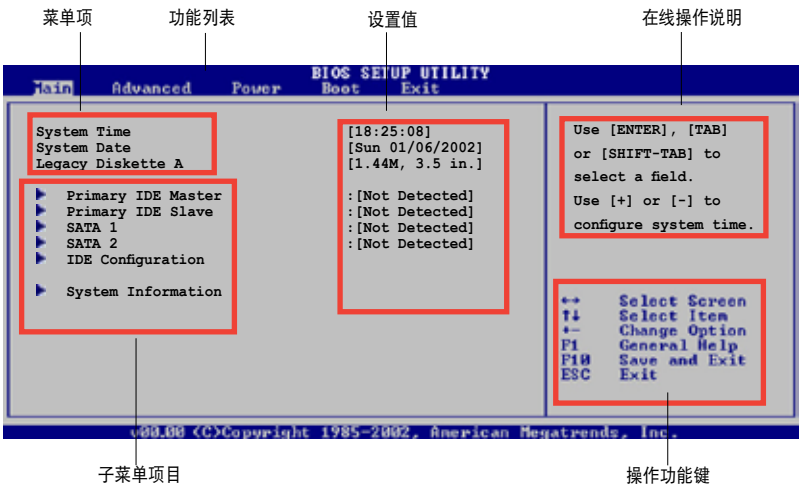 菜单项 功能列表 设置值 在线操作说明
BIOS SETUP UTILITY
Main Advanced Power Boot Exit
System Time [18:25:08]
System Date [Sun 01/06/2002]
Legacy Diskette A [1.44M, 3.5 in.]
Primary IDE Master :[Not Detected]
Primary IDE Slave :[Not Detected]
SATA 1 :[Not Detected]
SATA 2 :[Not Detected]
IDE Configuration
System Information
Use [ENTER], [TAB]
or [SHIFT-TAB] to
select a field.
Use [+] or [-] to
configure system time.
↔ Select Screen
↑↓ Select Item
+- Change Option
F1 General Help
F10 Save and Exit
ESC Exit
v00.00 (C)Copyright 1985-2002, American Megatrends, Inc.
子菜单项目 操作功能键